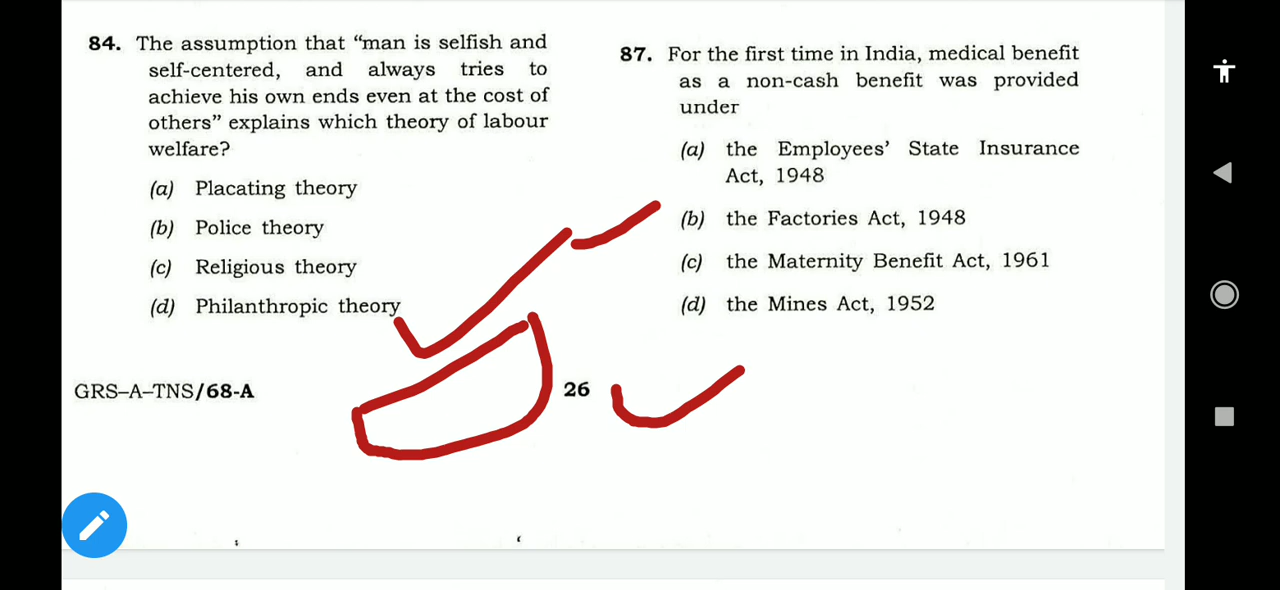 84. The assumption that “man is selfish and
self-centered, and always tries to
achieve his own ends even at the cost of
others” explains which theory of labour
welfare?
(a) Placating theory
(b) Police theory
(c) Religious theory
(d) Philanthropic theory
87. For the first time in India, medical benefit
as a non-cash benefit was provided
under
(a) the Employees’ State Insurance
Act, 1948
(b) the Factories Act, 1948
(c) the Maternity Benefit Act, 1961
(d) the Mines Act, 1952
GRS–A–TNS/68-A
26